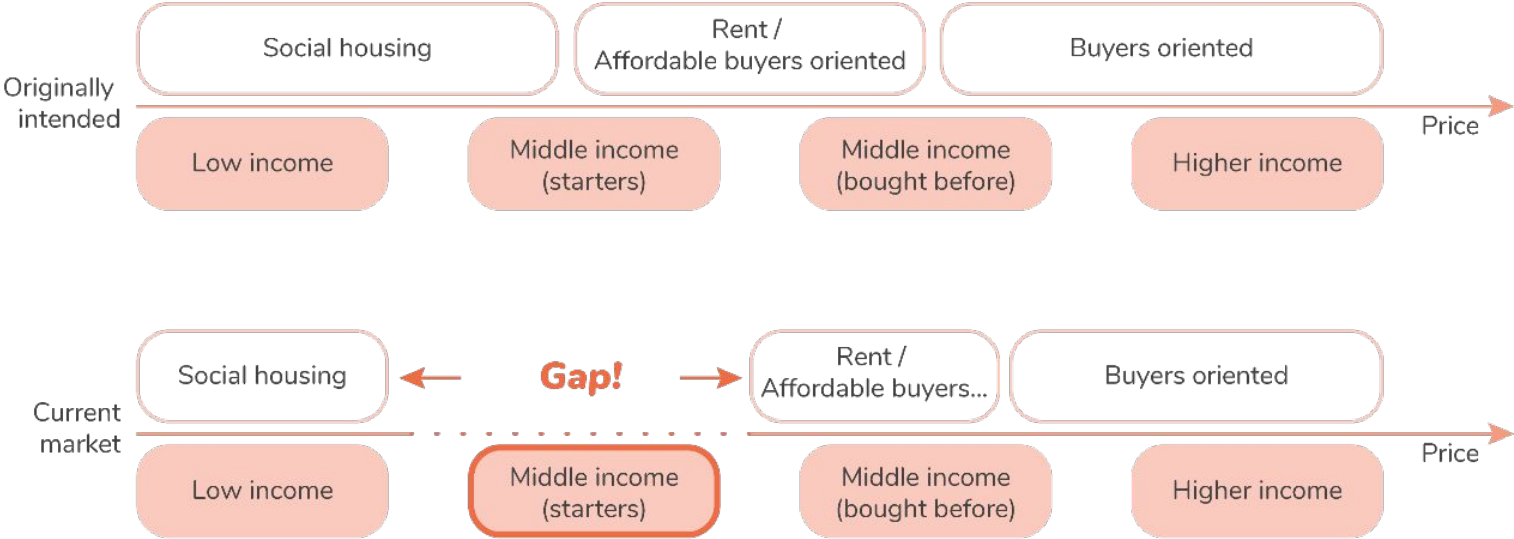 Social housing
Rent /
Affordable buyers oriented
Buyers oriented
Originally
intended
Price
Low income
Middle income
(starters)
Middle income
(bought before)
Higher income
Social housing
Gap!
Rent /
Affordable buyers...
Buyers oriented
Current
market
Price
Low income
Middle income
(starters)
Middle income
(bought before)
Higher income